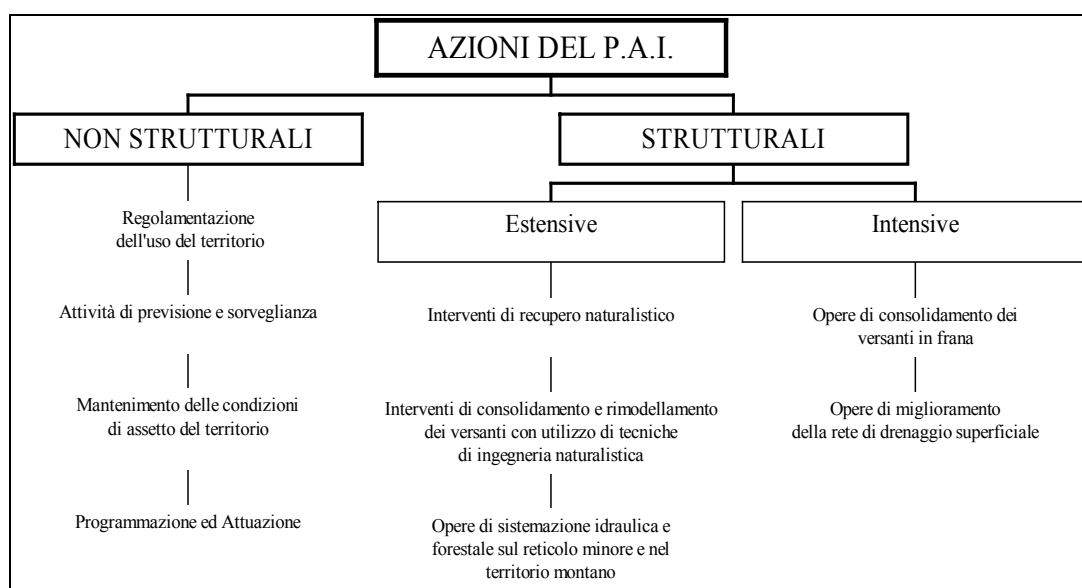 AZIONI DEL P.A.I.
NON STRUTTURALI
STRUTTURALI
Regolamentazione
dell'uso del territorio
Attività di previsione e sorveglianza
Mantenimento delle condizioni
di assetto del territorio
Programmazione ed Attuazione
Estensive
Interventi di recupero naturalistico
Interventi di consolidamento e rimodellamento
dei versanti con utilizzo di tecniche
di ingegneria naturalistica
Opere di sistemazione idraulica e
forestale sul reticolo minore e nel
territorio montano
Intensive
Opere di consolidamento dei
versanti in frana
Opere di miglioramento
della rete di drenaggio superficiale